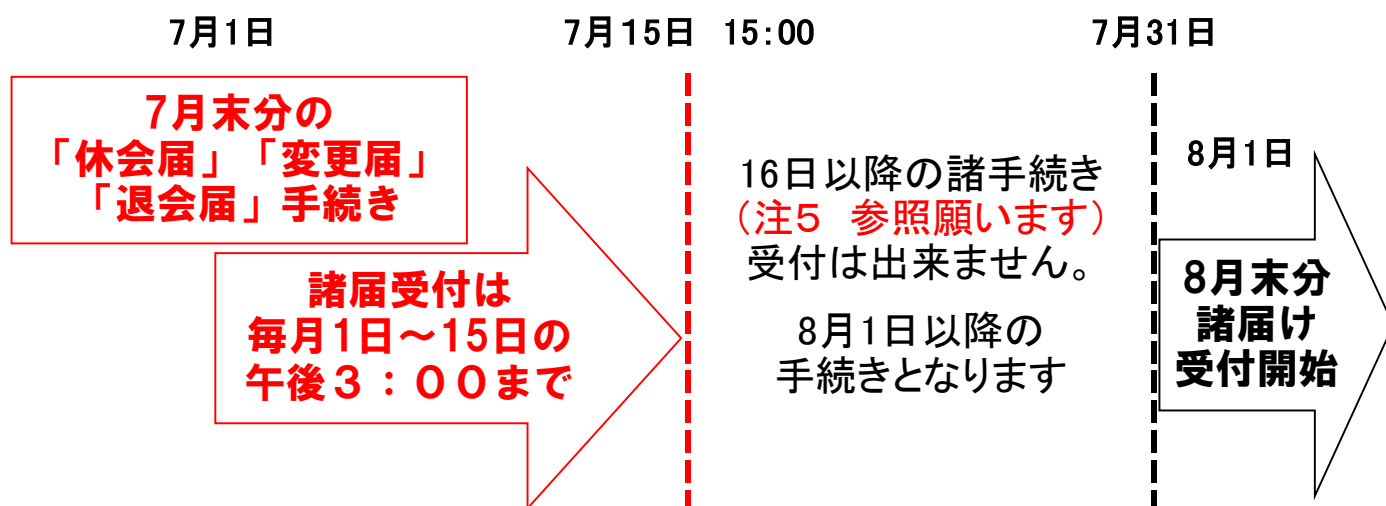 7月1日
7月15日 15:00
7月31日
7月末分の
「休会届」「変更届」
「退会届」手続き
諸届受付は
毎月1日～15日の
午後３：００まで
16日以降の諸手続き
（注５ 参照願います）
受付は出来ません。
8月1日以降の
手続きとなります
8月1日
8月末分
諸届け
受付開始